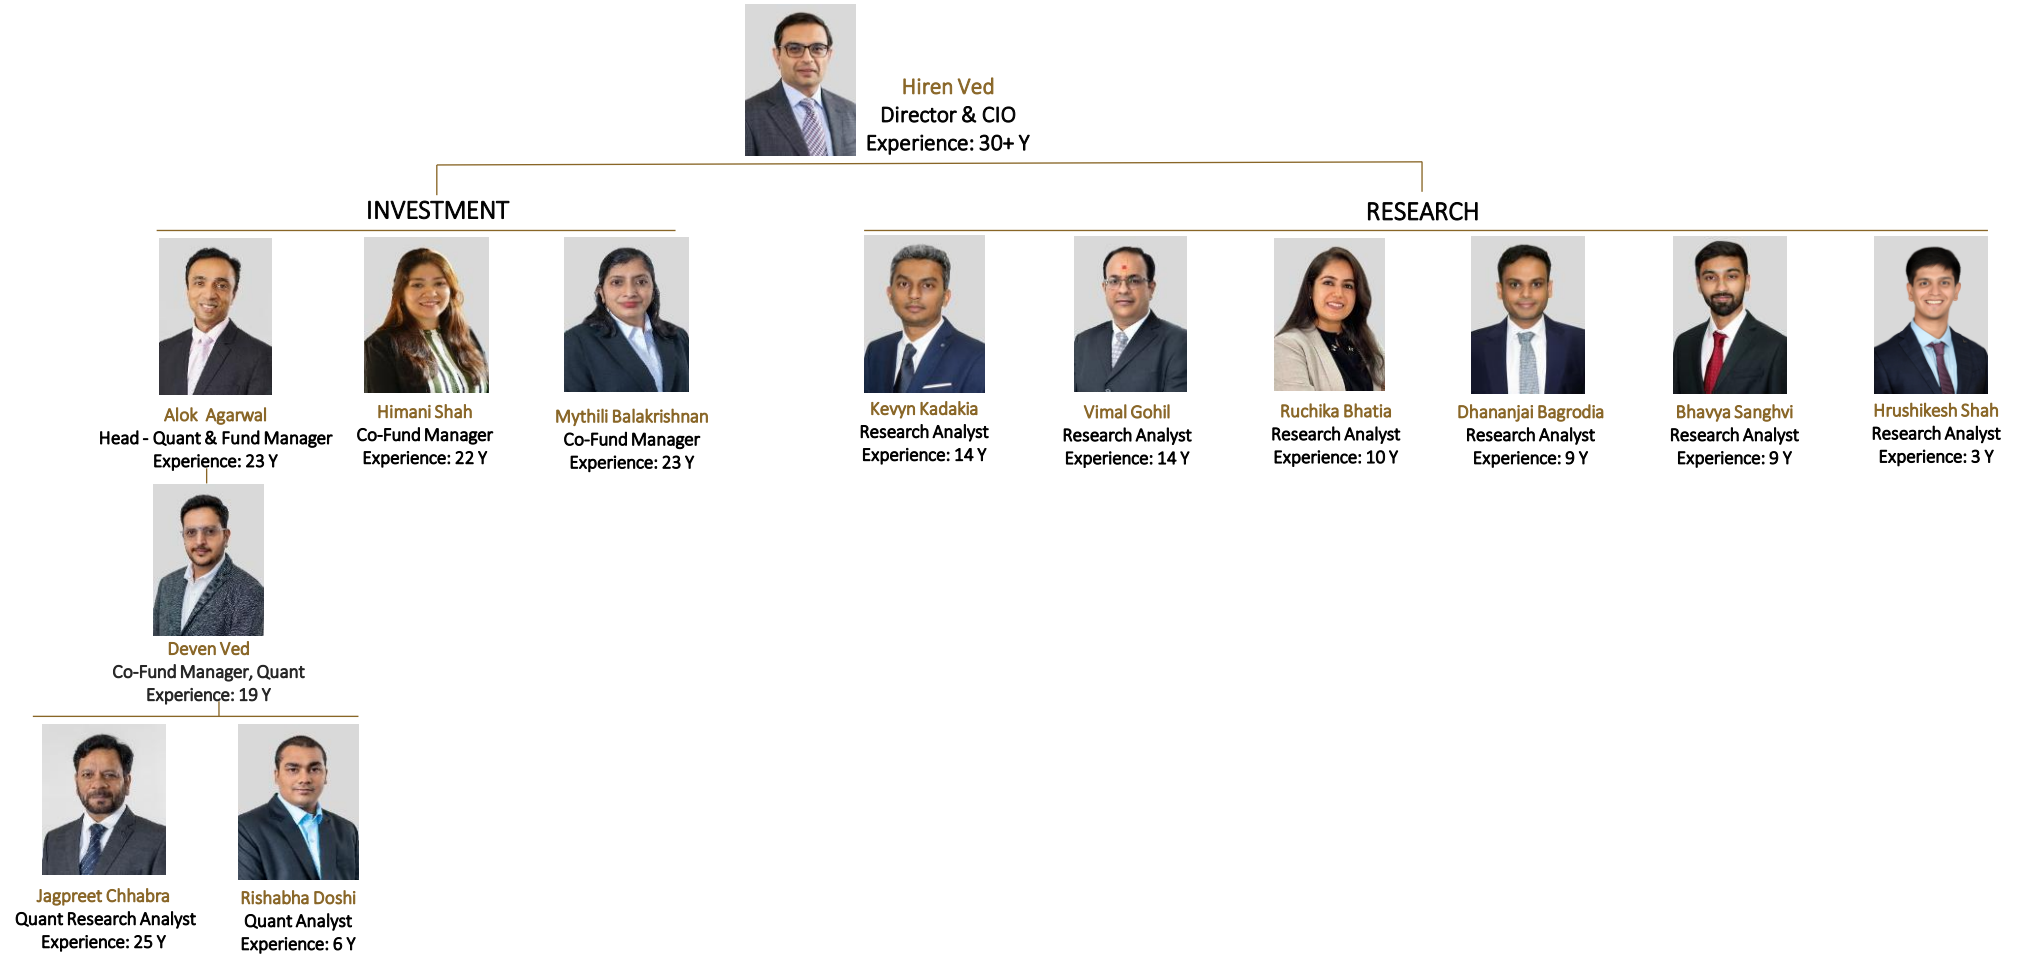 Hiren Ved
Director & CIO
Experience: 30+ Y
INVESTMENT
Alok Agarwal
Head - Quant & Fund Manager
Experience: 23 Y
Himani Shah
Co-Fund Manager
Experience: 22 Y
Mythili Balakrishnan
Co-Fund Manager
Experience: 23 Y
Deven Ved
Co-Fund Manager, Quant
Experience: 19 Y
Jagpreet Chhabra
Quant Research Analyst
Experience: 25 Y
Rishabha Doshi
Quant Analyst
Experience: 6 Y
RESEARCH
Kevyn Kadakia
Research Analyst
Experience: 14 Y
Vimal Gohil
Research Analyst
Experience: 14 Y
Ruchika Bhatia
Research Analyst
Experience: 10 Y
Dhananjai Bagrodia
Research Analyst
Experience: 9 Y
Bhavya Sanghvi
Research Analyst
Experience: 9 Y
Hrushikesh Shah
Research Analyst
Experience: 3 Y